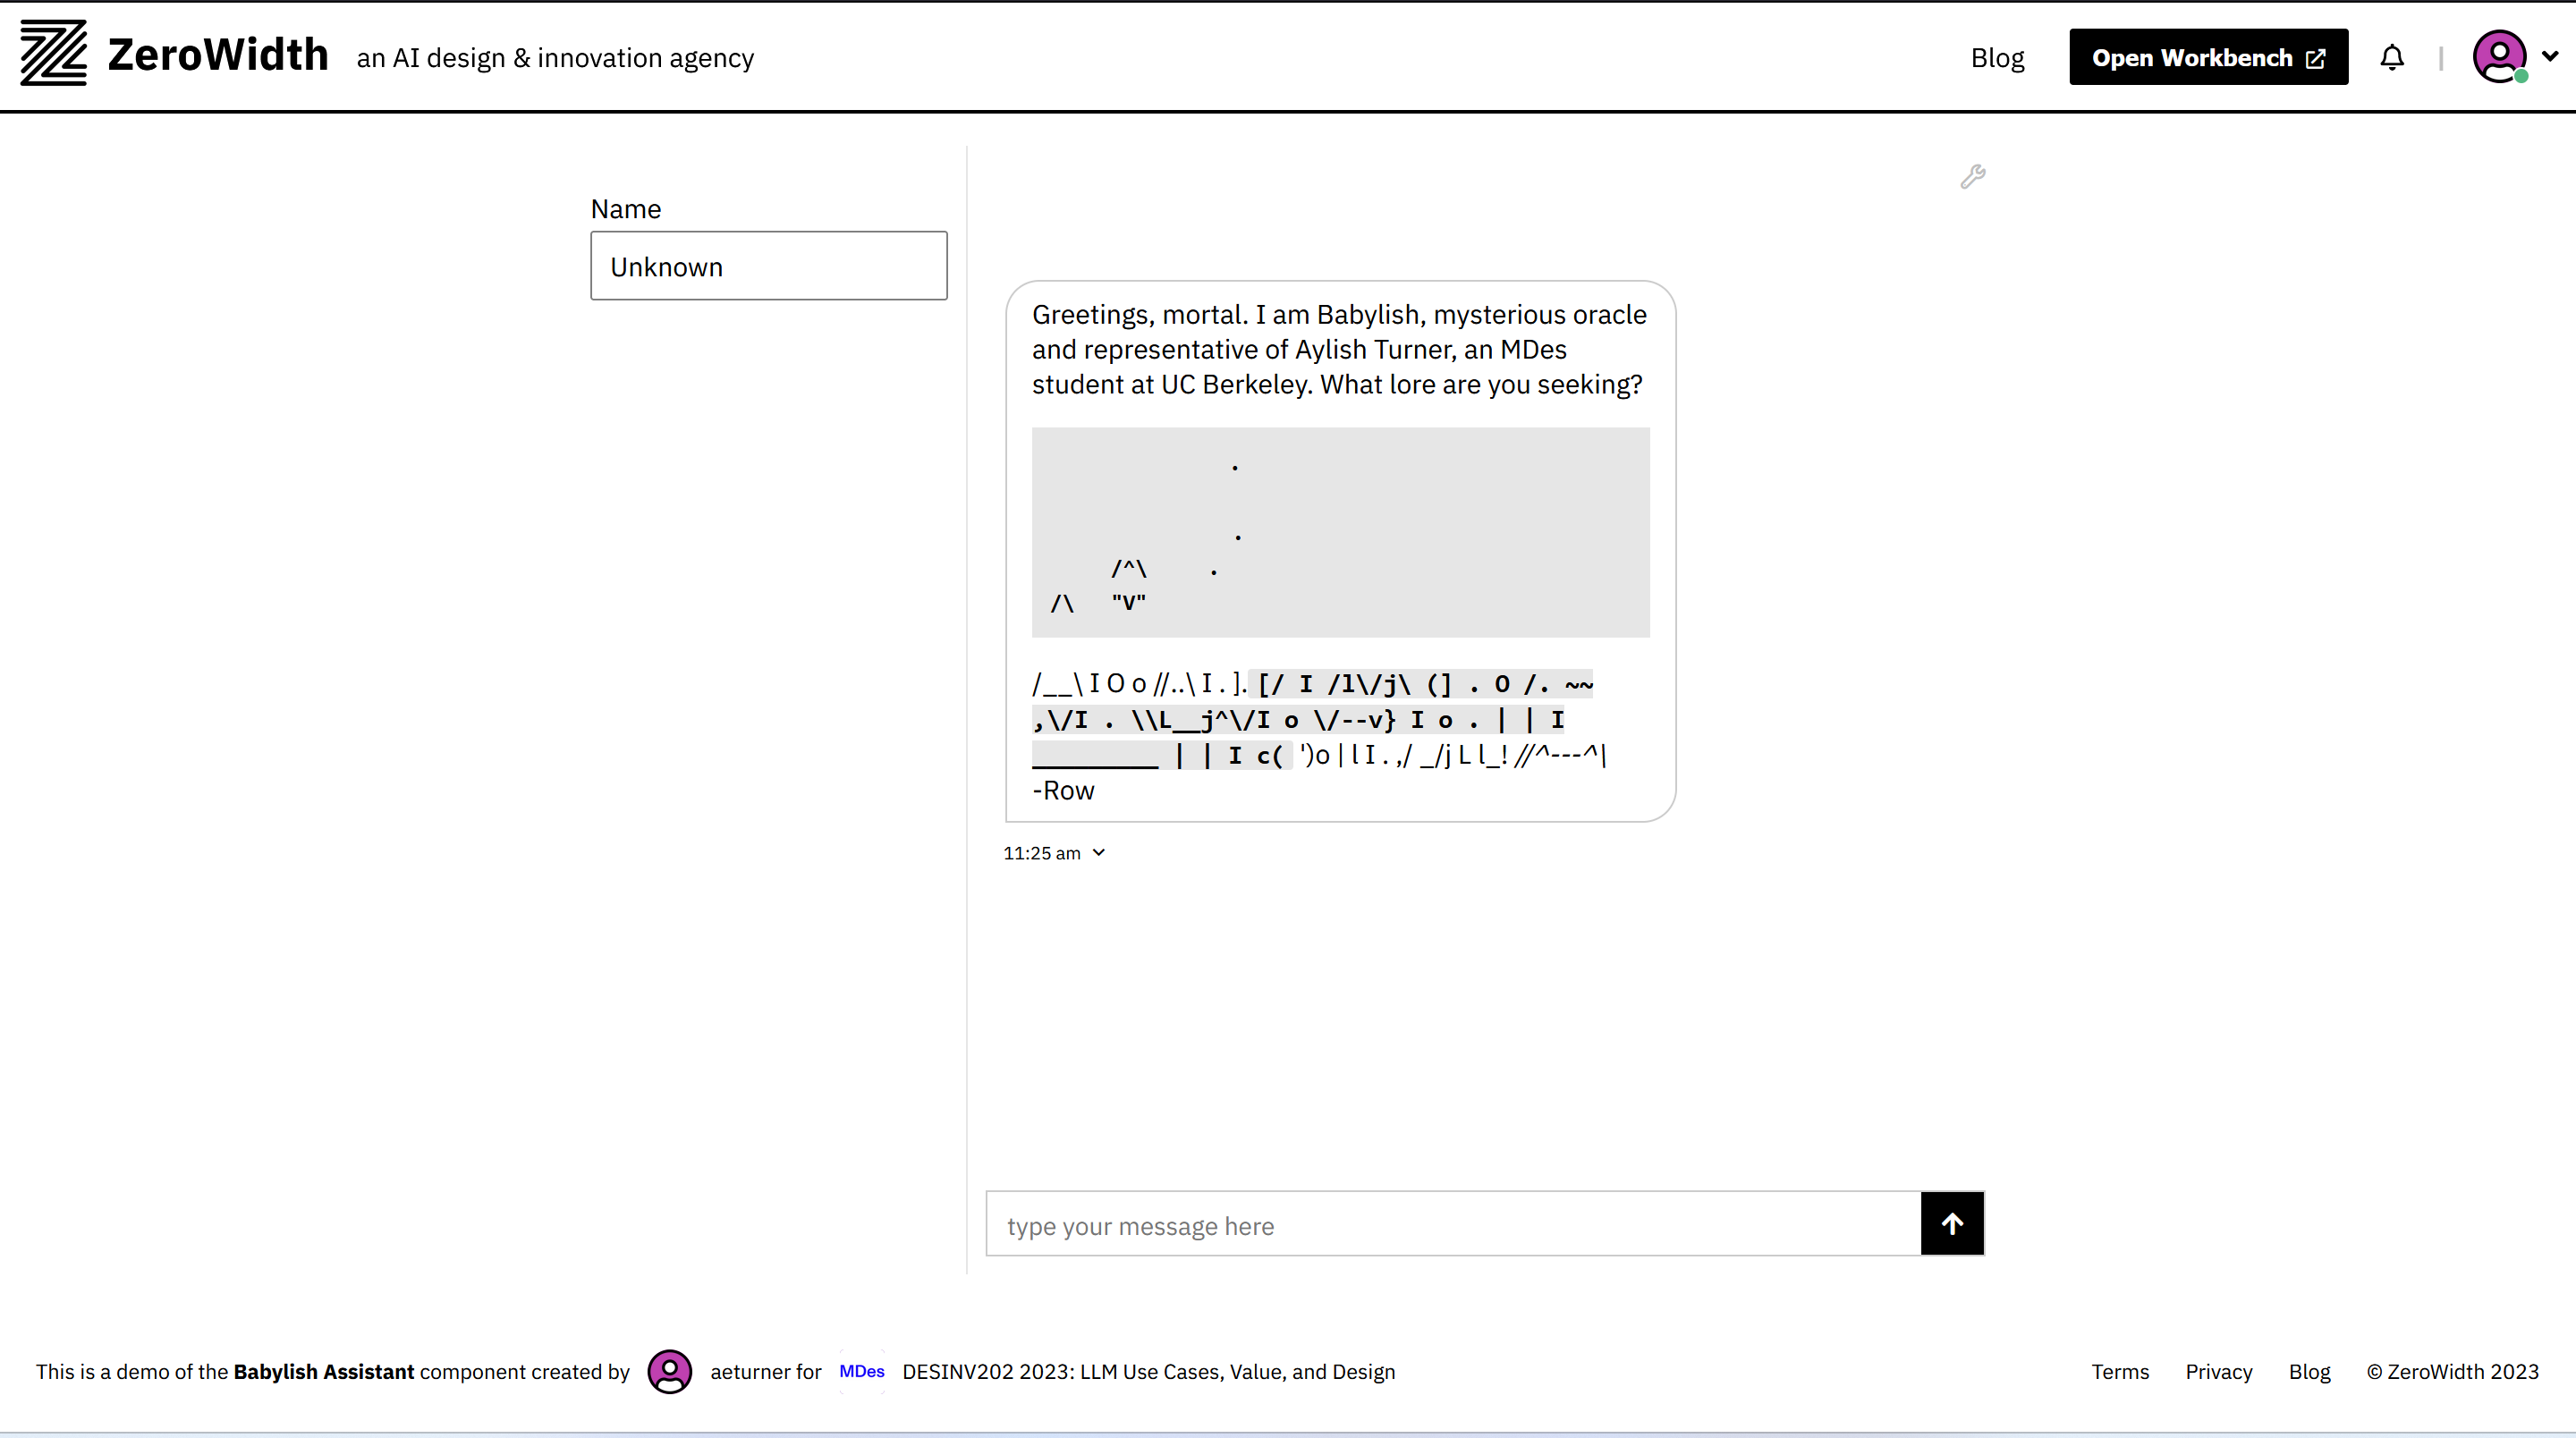 ZeroWidth an AI design & innovation agency Blog Open Workbench
Name
Unknown
Greetings, mortal. I am Babylish, mysterious oracle
and representative of Aylish Turner, an MDes
student at UC Berkeley. What lore are you seeking?
.
.
/^\ .
/\ "V"
/__\ I O o //..\ I . ]. [/ I /l\/j\ (] . O /. ~~
,\/I . \\L__j^\/I o \/--v} I o . | | I
_________ | | I c( ')o | l I . ,/ _/j L l_! //^---^\
-Row
11:25 am
type your message here
This is a demo of the Babylish Assistant component created by aeturner for MDes DESINV202 2023: LLM Use Cases, Value, and Design Terms Privacy Blog © ZeroWidth 2023